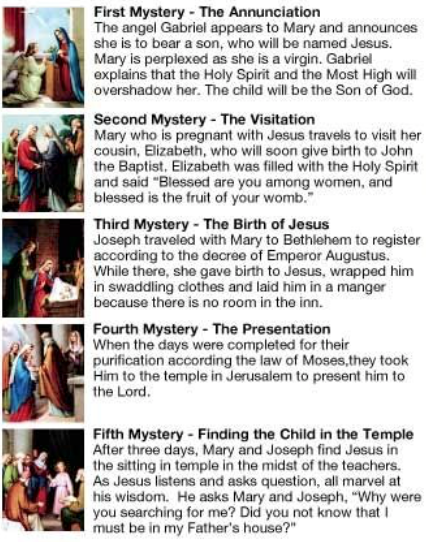 First Mystery - The Annunciation
The angel Gabriel appears to Mary and announces
she is to bear a son, who will be named Jesus.
Mary is perplexed as she is a virgin. Gabriel
explains that the Holy Spirit and the Most High will
overshadow her. The child will be the Son of God.
Second Mystery - The Visitation
Mary who is pregnant with Jesus travels to visit her
cousin, Elizabeth, who will soon give birth to John
the Baptist. Elizabeth was filled with the Holy Spirit
and said “Blessed are you among women, and
blessed is the fruit of your womb.”
Third Mystery - The Birth of Jesus
Joseph traveled with Mary to Bethlehem to register
according to the decree of Emperor Augustus.
While there, she gave birth to Jesus, wrapped him
in swaddling clothes and laid him in a manger
because there is no room in the inn.
Fourth Mystery - The Presentation
When the days were completed for their
purification according the law of Moses,they took
Him to the temple in Jerusalem to present him to
the Lord.
Fifth Mystery - Finding the Child in the Temple
After three days, Mary and Joseph find Jesus in
the sitting in temple in the midst of the teachers.
As Jesus listens and asks question, all marvel at
his wisdom.  He asks Mary and Joseph, “Why were
you searching for me? Did you not know that I
must be in my Father's house?”